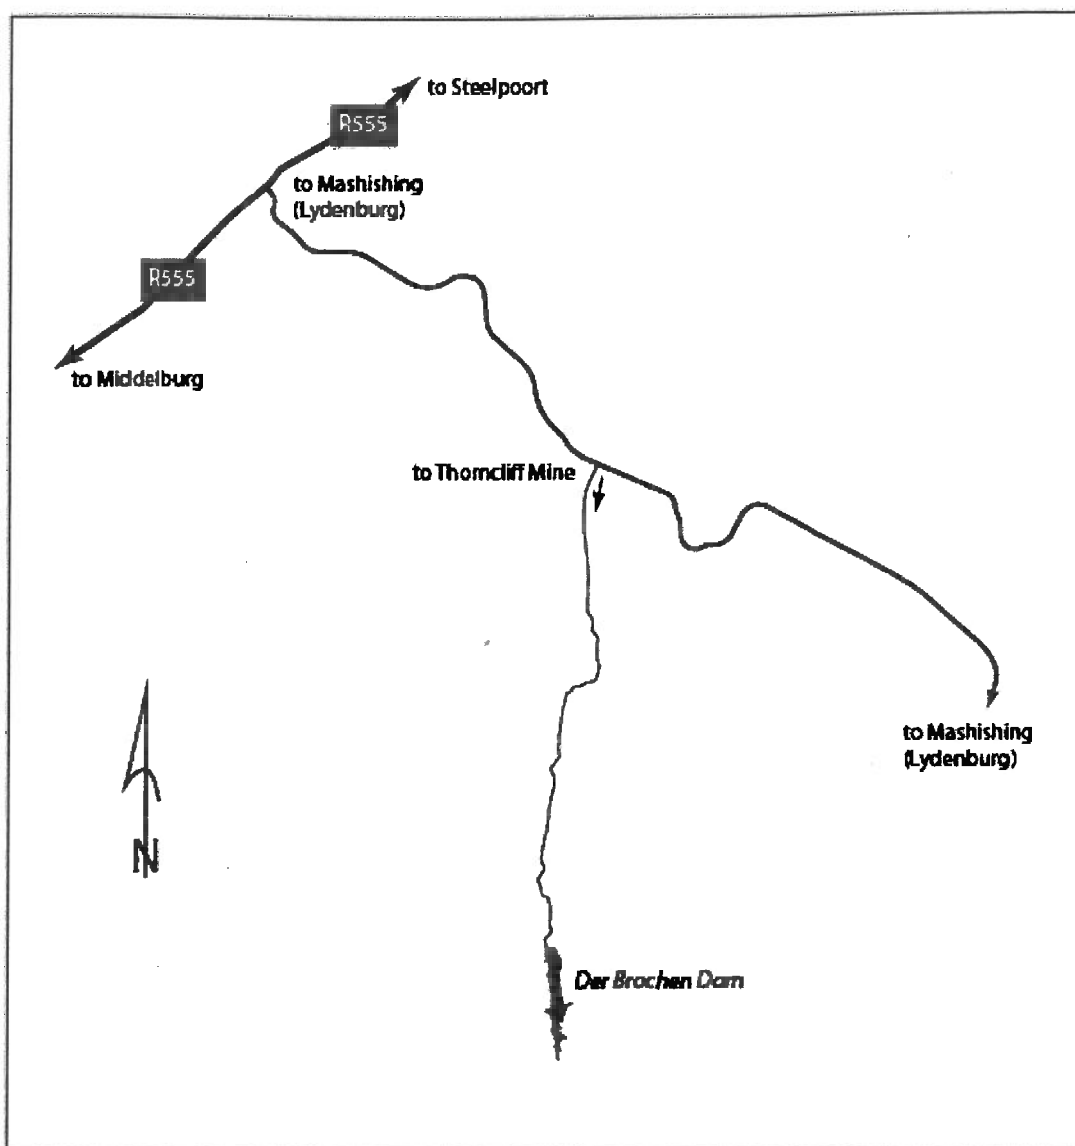 to Steelpoort
R555
to Mashishing
(Lydenburg)
R555
to Middelburg
to Thorncliff Mine
to Mashishing
(Lydenburg)
N
Der Brochen Dam